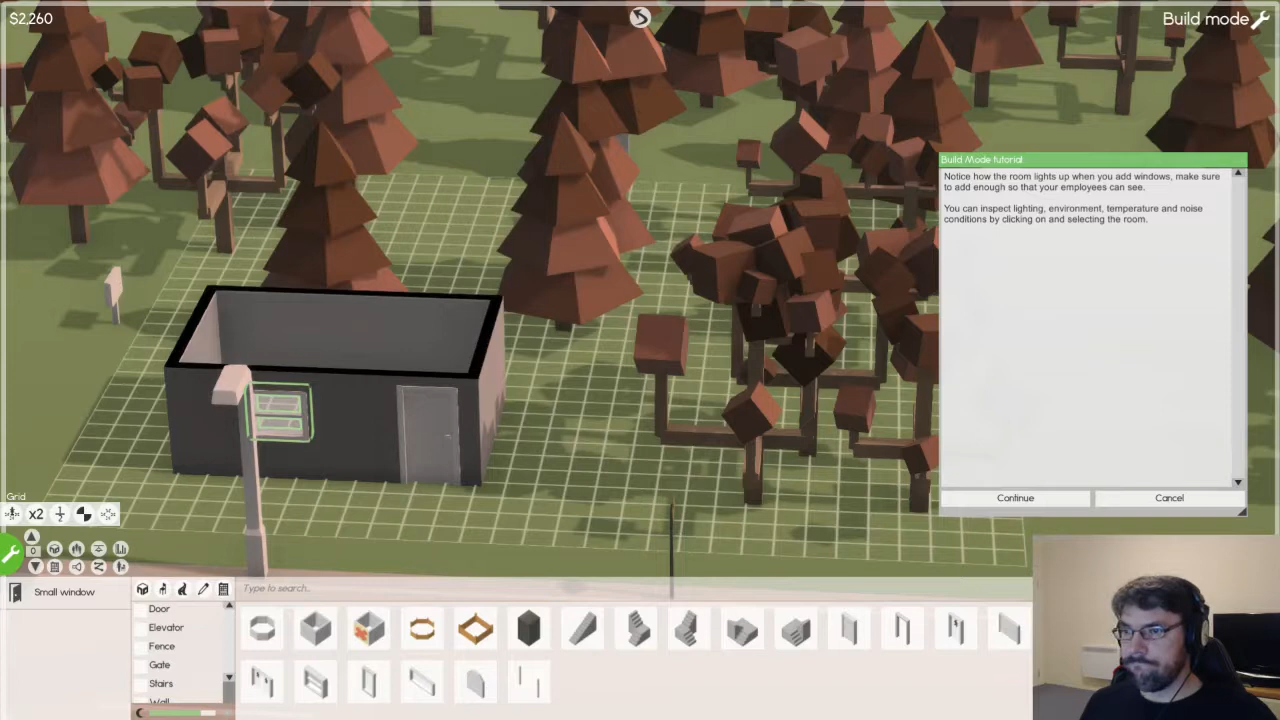 $2,260
Build mode
Build Mode tutorial
Notice how the room lights up when you add windows, make sure
to add enough so that your employees can see.
You can inspect lighting, environment, temperature and noise
conditions by clicking on and selecting the room.
Continue
Cancel
Grid
x2
0
Small window
Type to search...
Door
Elevator
Fence
Gate
Stairs
Wall